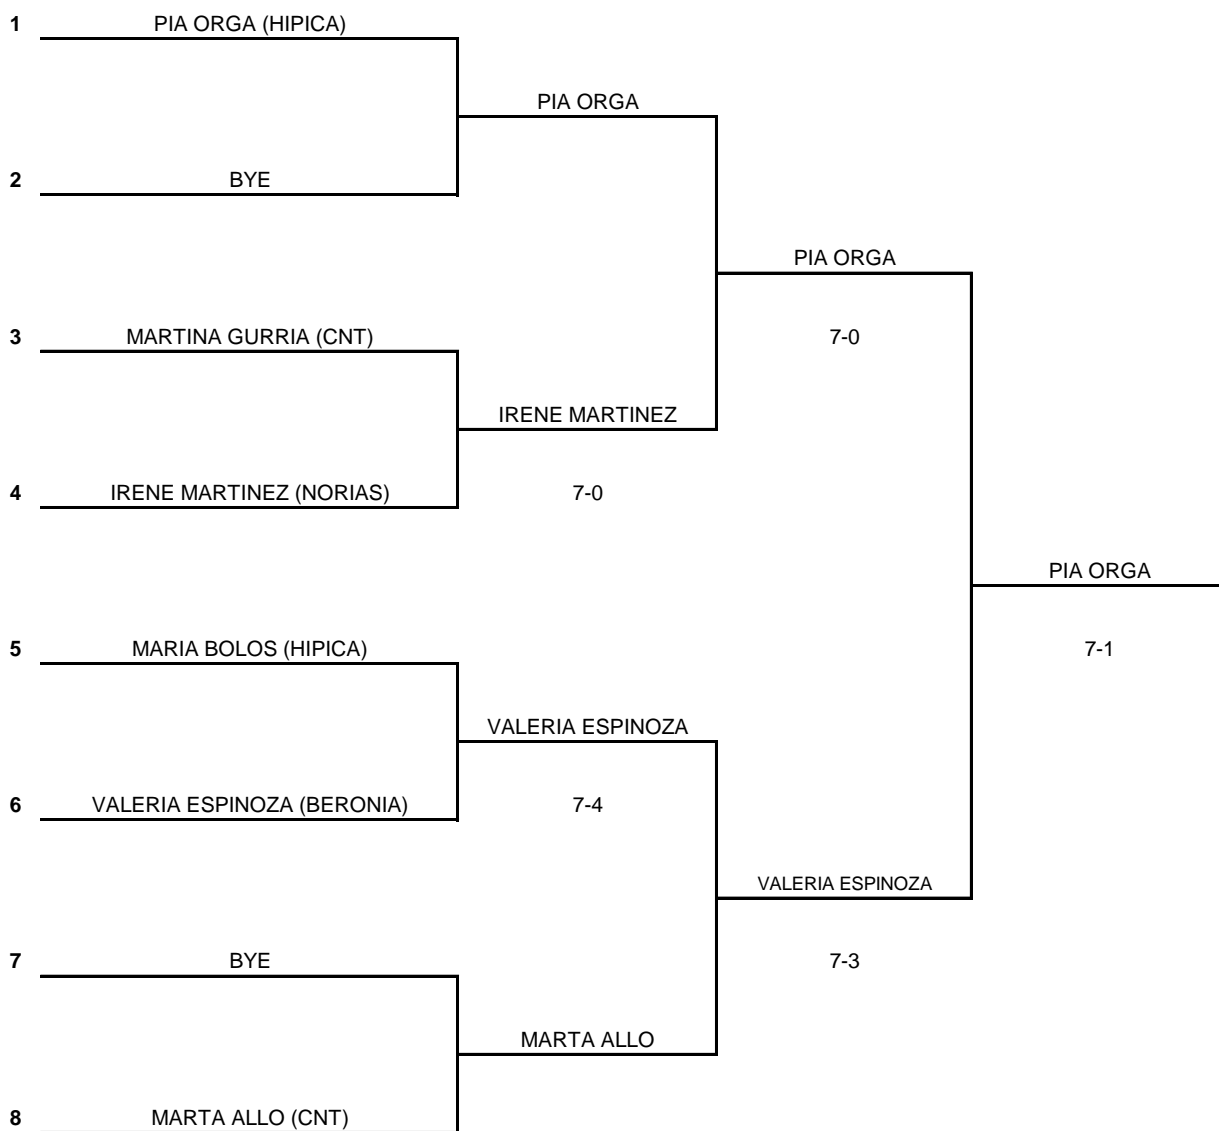 1 PIA ORGA (HIPICA)
PIA ORGA
2 BYE
PIA ORGA
3 MARTINA GURRIA (CNT) 7-0
IRENE MARTINEZ
4 IRENE MARTINEZ (NORIAS) 7-0
PIA ORGA
5 MARIA BOLOS (HIPICA) 7-1
VALERIA ESPINOZA
6 VALERIA ESPINOZA (BERONIA) 7-4
VALERIA ESPINOZA
7 BYE 7-3
MARTA ALLO
8 MARTA ALLO (CNT)